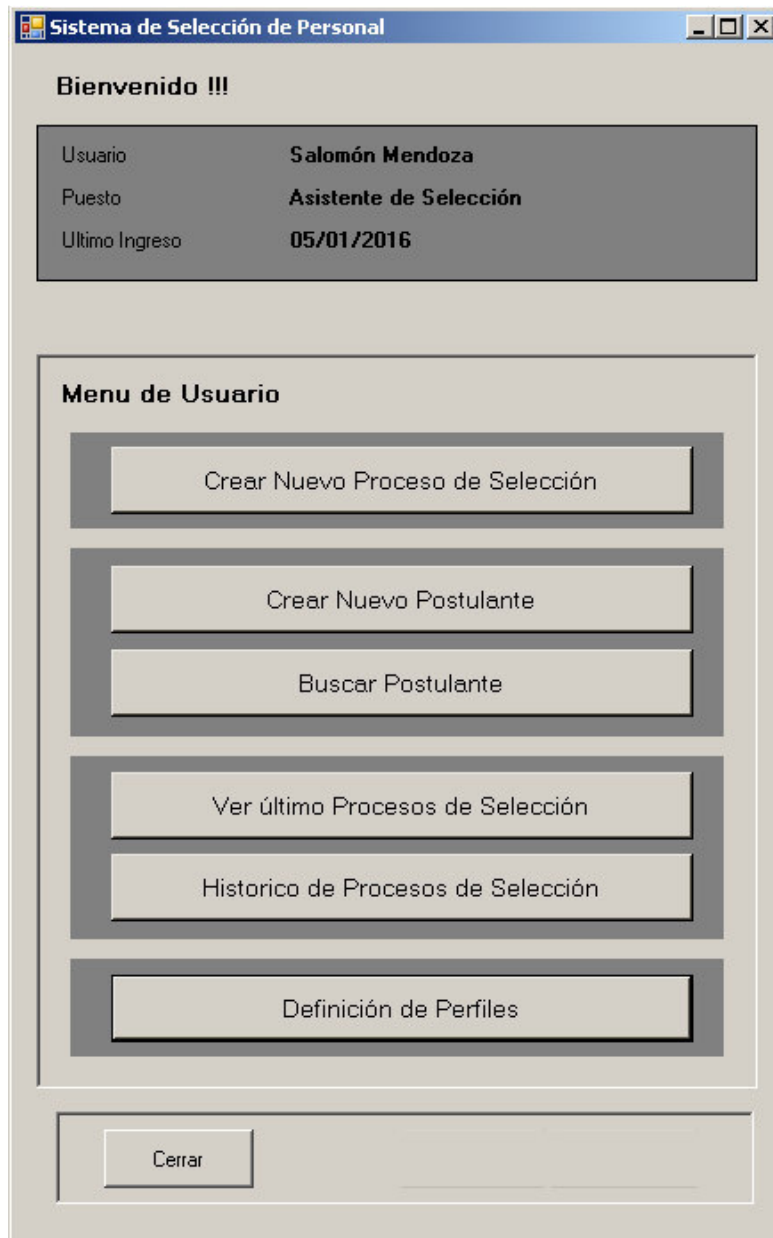 Sistema de Selección de Personal
Bienvenido !!!
Usuario Salomón Mendoza
Puesto Asistente de Selección
Ultimo Ingreso 05/01/2016
Menu de Usuario
Crear Nuevo Proceso de Selección
Crear Nuevo Postulante
Buscar Postulante
Ver último Procesos de Selección
Historico de Procesos de Selección
Definición de Perfiles
Cerrar